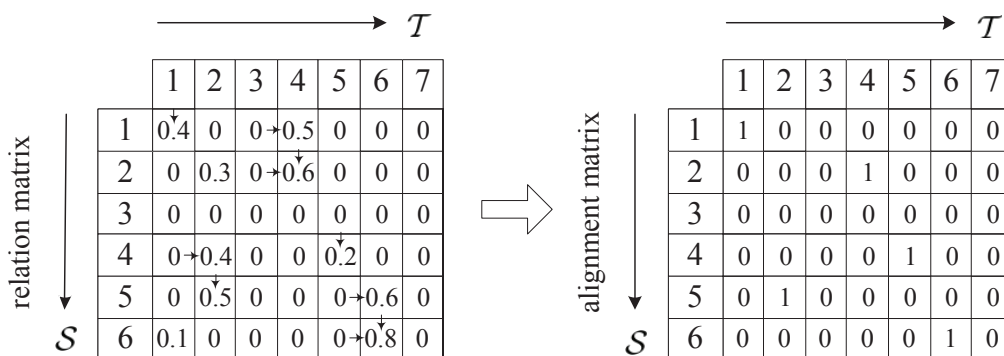 𝒯
1 2 3 4 5 6 7
1 0.4 0 0 0.5 0 0 0
2 0 0.3 0 0.6 0 0 0
3 0 0 0 0 0 0 0
4 0 0.4 0 0 0.2 0 0
5 0 0.5 0 0 0 0.6 0
6 0.1 0 0 0 0 0.8 0
relation matrix
𝒮
𝒯
1 2 3 4 5 6 7
1 1 0 0 0 0 0 0
2 0 0 0 1 0 0 0
3 0 0 0 0 0 0 0
4 0 0 0 0 1 0 0
5 0 1 0 0 0 0 0
6 0 0 0 0 0 1 0
alignment matrix
𝒮